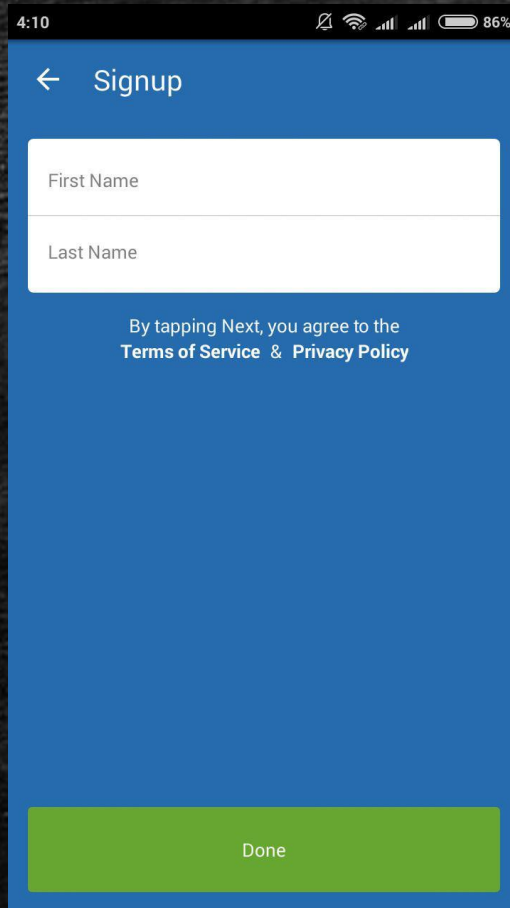 4:10
86%
Signup
First Name
Last Name
By tapping Next, you agree to the
Terms of Service & Privacy Policy
Done